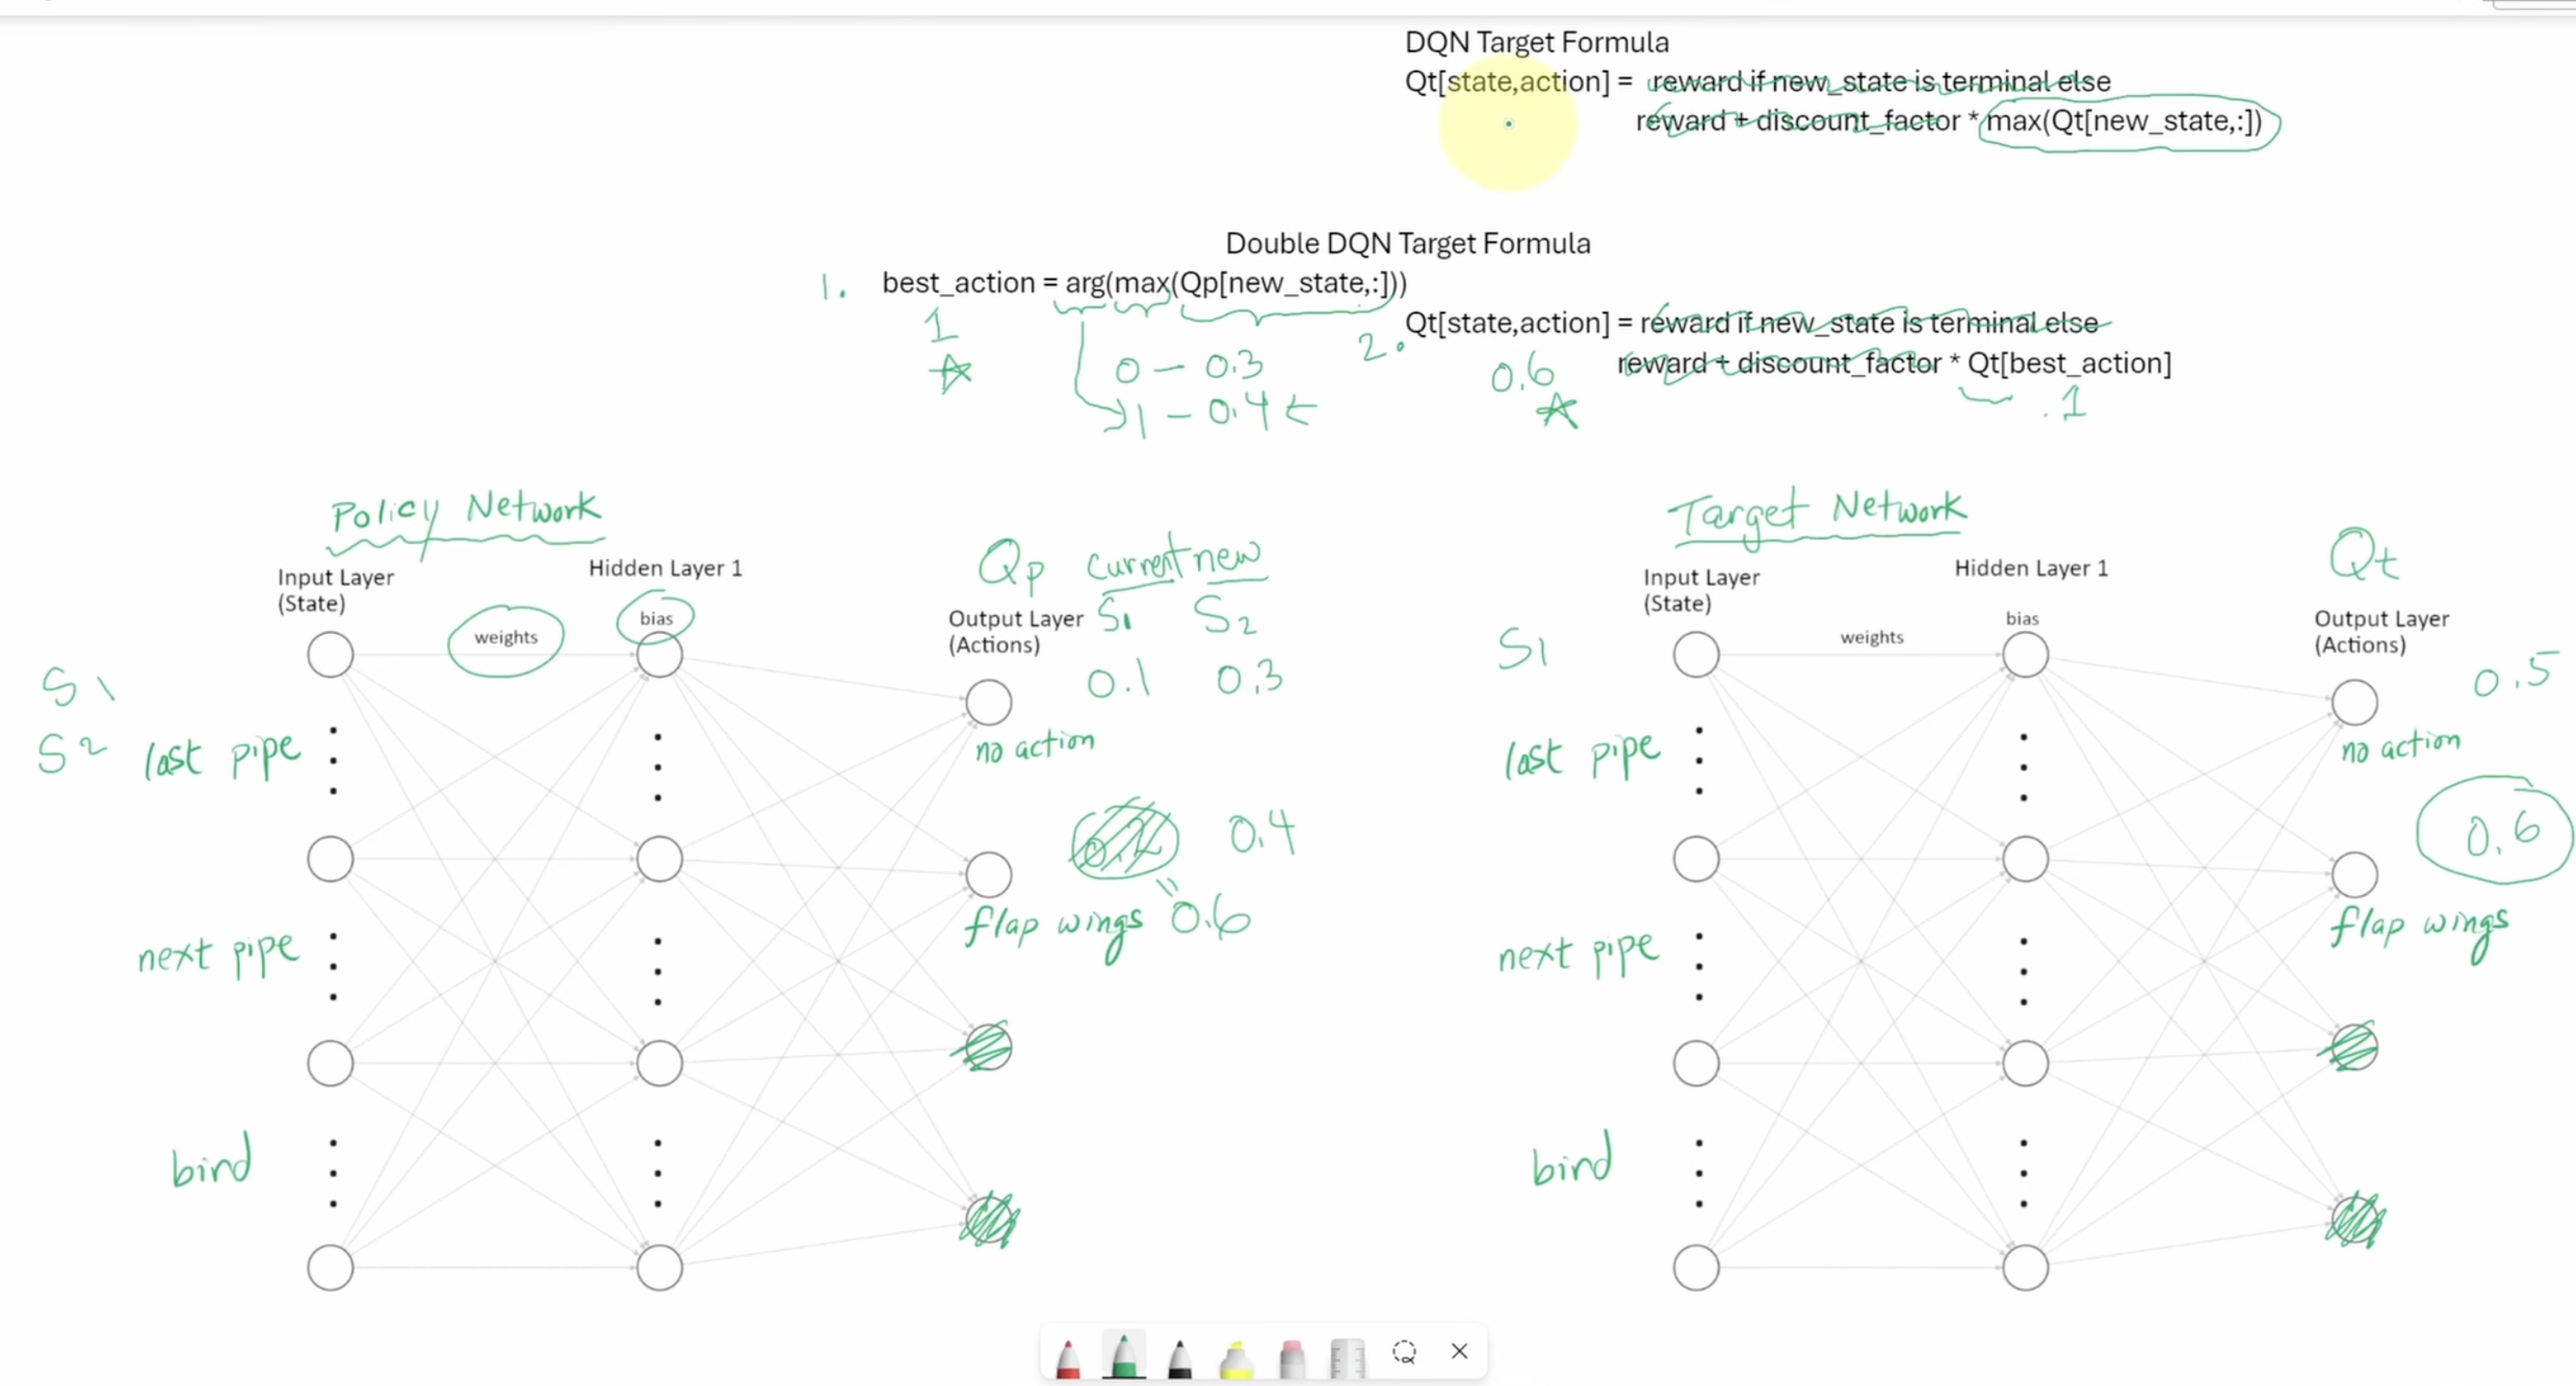 DQN Target Formula
Qt[state,action] = reward if new_state is terminal else
reward + discount_factor * max(Qt[new_state,:])
Double DQN Target Formula
1. best_action = arg(max(Qp[new_state,:]))
1
0 - 0.3
1 - 0.4 ←
2. Qt[state,action] = reward if new_state is terminal else
0.6 reward + discount_factor * Qt[best_action]
.1
Policy Network
Input Layer
(State)
weights
Hidden Layer 1
bias
Qp current new
Output Layer S1 S2
(Actions)
0.1 0.3
S1
S2 last pipe
no action
0.2 0.4
= 0.6
flap wings
next pipe
bind
Target Network
Input Layer
(State)
weights
Hidden Layer 1
bias
Qt
Output Layer
(Actions)
S1
0.5
last pipe
no action
0.6
flap wings
next pipe
bind